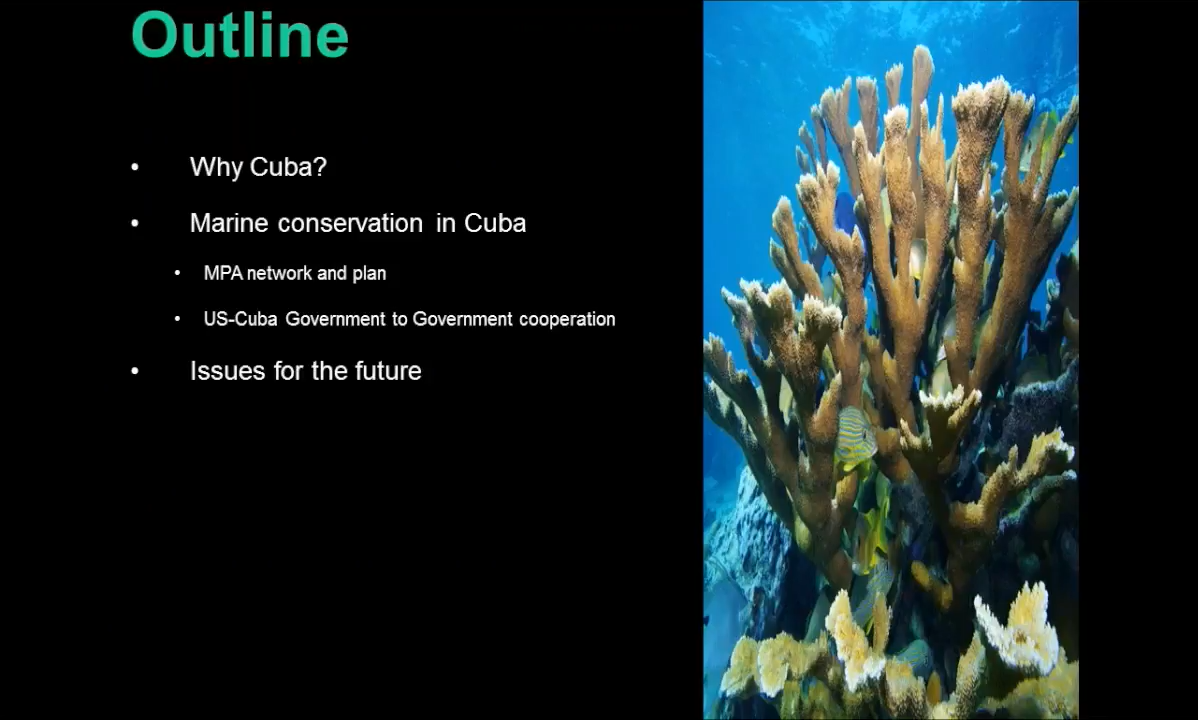 Outline
• Why Cuba?
• Marine conservation in Cuba
• MPA network and plan
• US-Cuba Government to Government cooperation
• Issues for the future